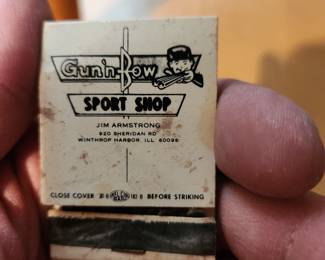 Gun'n Bow
SPORT SHOP
JIM ARMSTRONG
920 SHERIDAN RD
WINTHROP HARBOR, ILL 60096
CLOSE COVER BEFORE STRIKING